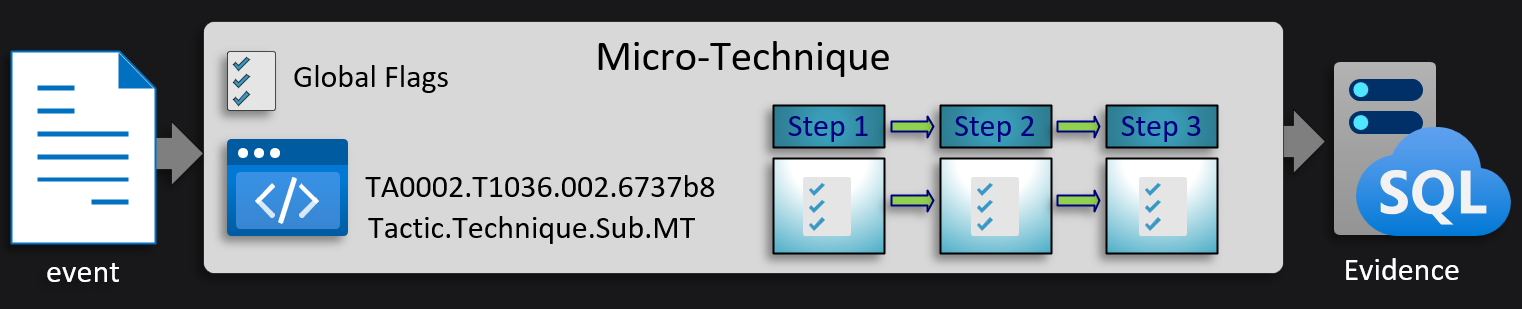 Micro-Technique
Global Flags
Step 1
Step 2
Step 3
</>
TA0002.T1036.002.6737b8
Tactic.Technique.Sub.MT
SQL
event
Evidence